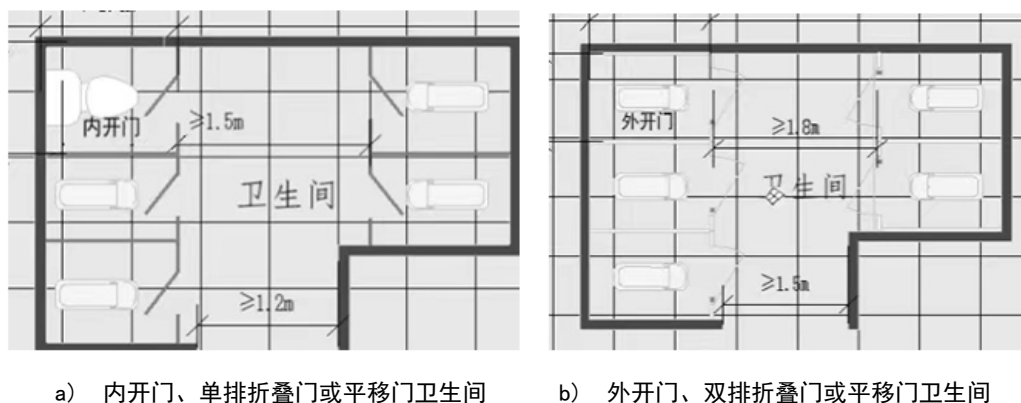 内开门
≥1.5m
卫生间
≥1.2m
外开门
≥1.8m
卫生间
≥1.5m
a) 内开门、单排折叠门或平移门卫生间
b) 外开门、双排折叠门或平移门卫生间